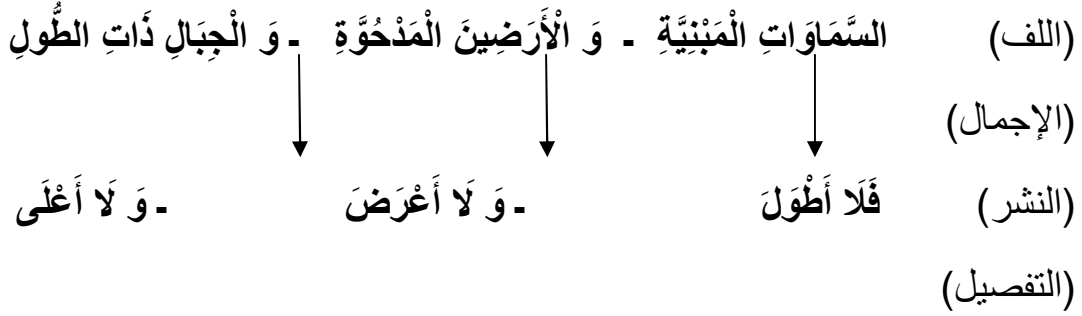 (اللف) السَّمَاوَاتِ الْمَبْنِيَّةِ - وَ الْأَرَضِينَ الْمَدْحُوَّةِ - وَ الْجِبَالِ ذَاتِ الطُّولِ
(الإجمال)
(النشر) فَلَا أَطْوَلَ - وَ لَا أَعْرَضَ - وَ لَا أَعْلَى
(التفصيل)